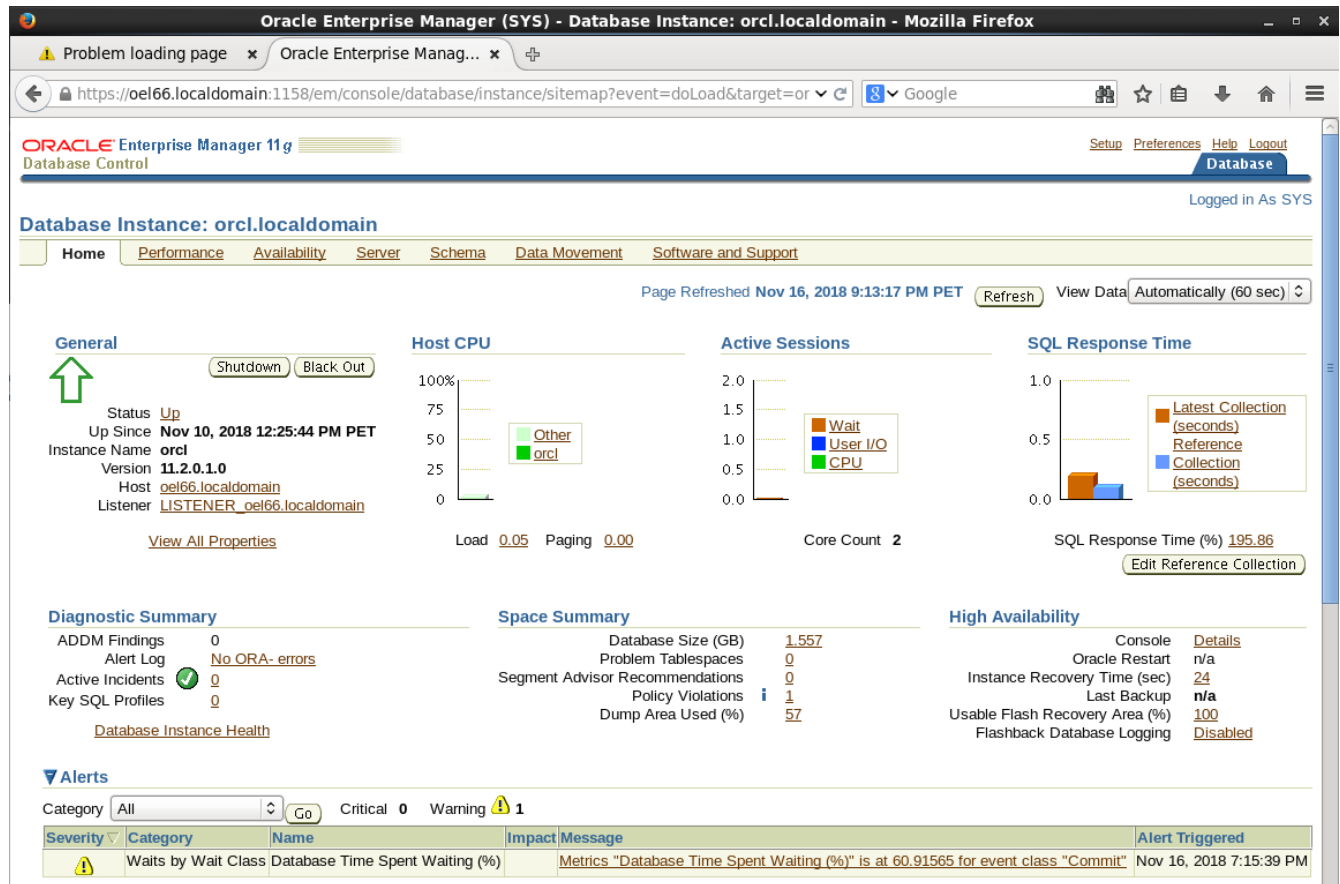 Oracle Enterprise Manager (SYS) - Database Instance: orcl.localdomain - Mozilla Firefox
Problem loading page
Oracle Enterprise Manag...
https://oel66.localdomain:1158/em/console/database/instance/sitemap?event=doLoad&target=or
Google
ORACLE Enterprise Manager 11g
Database Control
Setup Preferences Help Logout
Database
Logged in As SYS
Database Instance: orcl.localdomain
Home Performance Availability Server Schema Data Movement Software and Support
Page Refreshed Nov 16, 2018 9:13:17 PM PET Refresh View Data Automatically (60 sec)
General
Shutdown Black Out
Status Up
Up Since Nov 10, 2018 12:25:44 PM PET
Instance Name orcl
Version 11.2.0.1.0
Host oel66.localdomain
Listener LISTENER_oel66.localdomain
View All Properties
Host CPU
100%
75
50
25
0
Other
orcl
Load 0.05 Paging 0.00
Active Sessions
2.0
1.5
1.0
0.5
0.0
Wait
User I/O
CPU
Core Count 2
SQL Response Time
1.0
0.5
0.0
Latest Collection
(seconds)
Reference
Collection
(seconds)
SQL Response Time (%) 195.86
Edit Reference Collection
Diagnostic Summary
ADDM Findings 0
Alert Log No ORA- errors
Active Incidents 0
Key SQL Profiles 0
Database Instance Health
Space Summary
Database Size (GB) 1.557
Problem Tablespaces 0
Segment Advisor Recommendations 0
Policy Violations i 1
Dump Area Used (%) 57
High Availability
Console Details
Oracle Restart n/a
Instance Recovery Time (sec) 24
Last Backup n/a
Usable Flash Recovery Area (%) 100
Flashback Database Logging Disabled
Alerts
Category All Go Critical 0 Warning 1
Severity Category Name Impact Message Alert Triggered
Waits by Wait Class Database Time Spent Waiting (%) Metrics "Database Time Spent Waiting (%)" is at 60.91565 for event class "Commit" Nov 16, 2018 7:15:39 PM